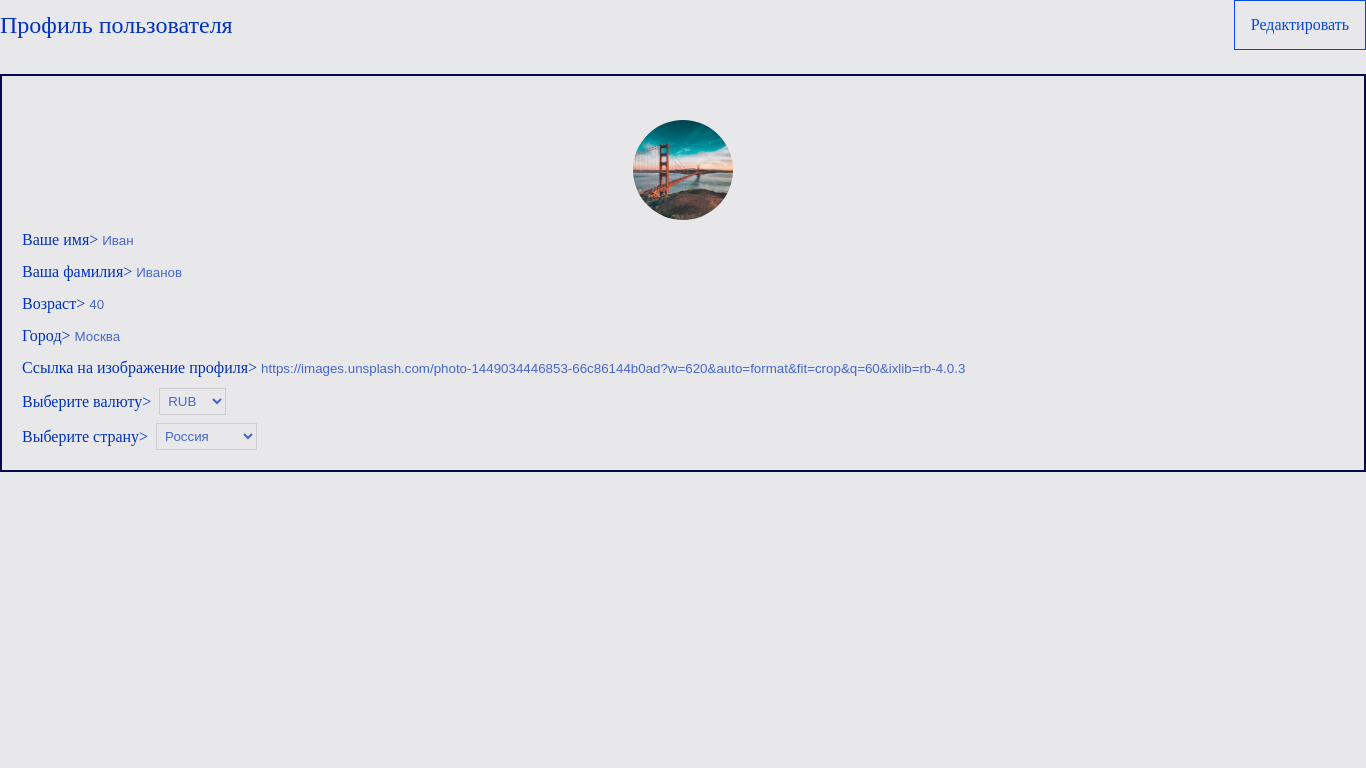 Профиль пользователя
Редактировать
Ваше имя> Иван
Ваша фамилия> Иванов
Возраст> 40
Город> Москва
Ссылка на изображение профиля> https://images.unsplash.com/photo-1449034446853-66c86144b0ad?w=620&auto=format&fit=crop&q=60&ixlib=rb-4.0.3
Выберите валюту> RUB
Выберите страну> Россия